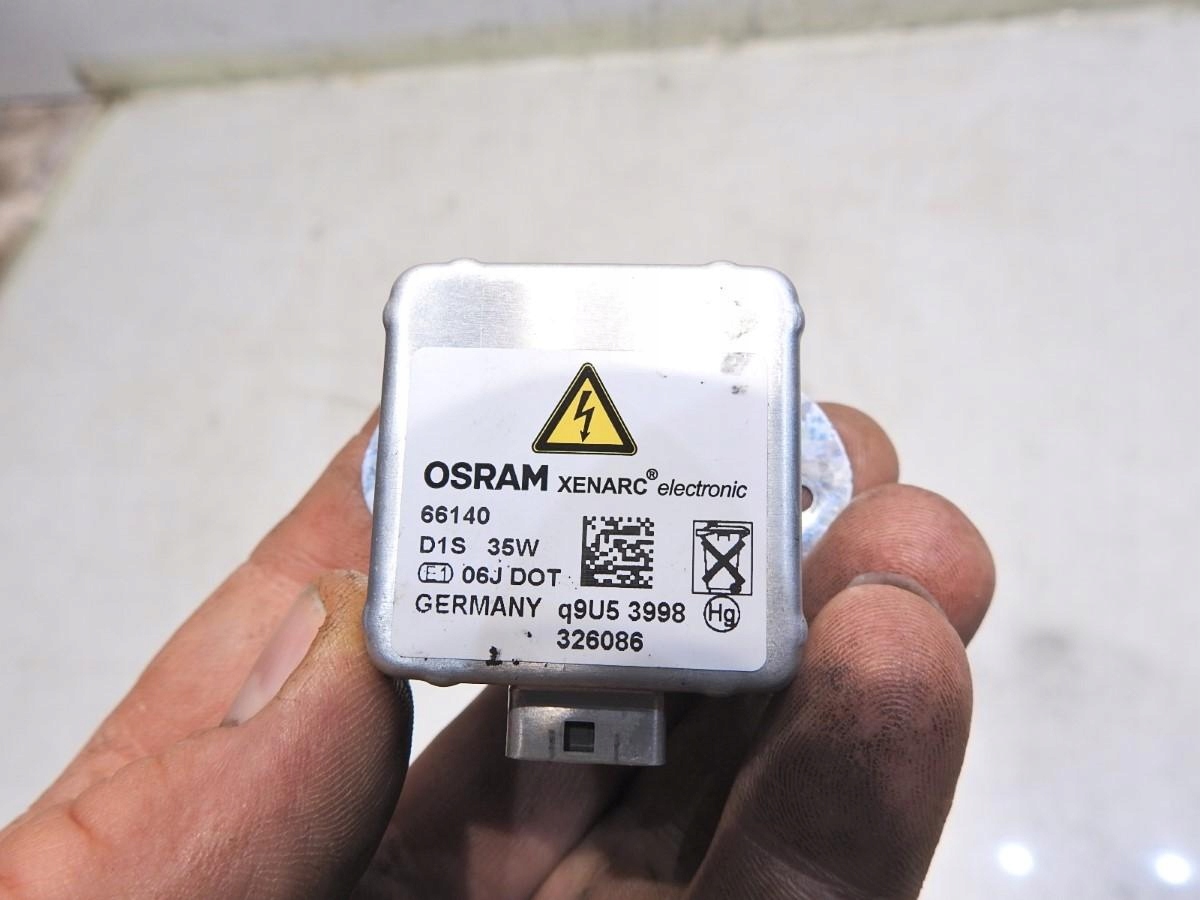 OSRAM XENARC® electronic
66140
D1S 35W
E1 06J DOT
GERMANY q9U5 3998 Hg
326086